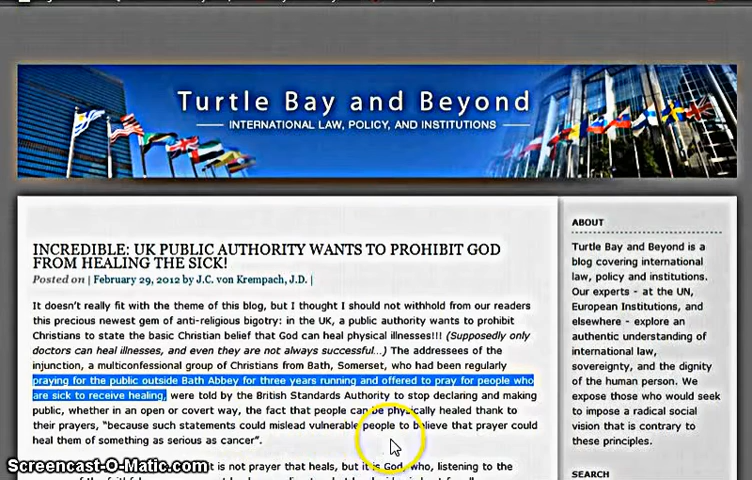 Turtle Bay and Beyond
INTERNATIONAL LAW, POLICY, AND INSTITUTIONS
INCREDIBLE: UK PUBLIC AUTHORITY WANTS TO PROHIBIT GOD
FROM HEALING THE SICK!
Posted on | February 29, 2012 by J.C. von Krempach, J.D. |
It doesn't really fit with the theme of this blog, but I thought I should not withhold from our readers
this precious newest gem of anti-religious bigotry: in the UK, a public authority wants to prohibit
Christians to state the basic Christian belief that God can heal physical illnesses!!! (Supposedly only
doctors can heal illnesses, and even they are not always successful...) The addressees of the
injunction, a multiconfessional group of Christians from Bath, Somerset, who had been regularly
praying for the public outside Bath Abbey for three years running and offered to pray for people who
are sick to receive healing, were told by the British Standards Authority to stop declaring and making
public, whether in an open or covert way, the fact that people can be physically healed thank to
their prayers, "because such statements could mislead vulnerable people to believe that prayer could
heal them of something as serious as cancer".
t is not prayer that heals, but it is God, who, listening to the
ABOUT
Turtle Bay and Beyond is a
blog covering international
law, policy and institutions.
Our experts - at the UN,
European Institutions, and
elsewhere - explore an
authentic understanding of
international law,
sovereignty, and the dignity
of the human person. We
expose those who would seek
to impose a radical social
vision that is contrary to
these principles.
SEARCH
Screencast-O-Matic.com